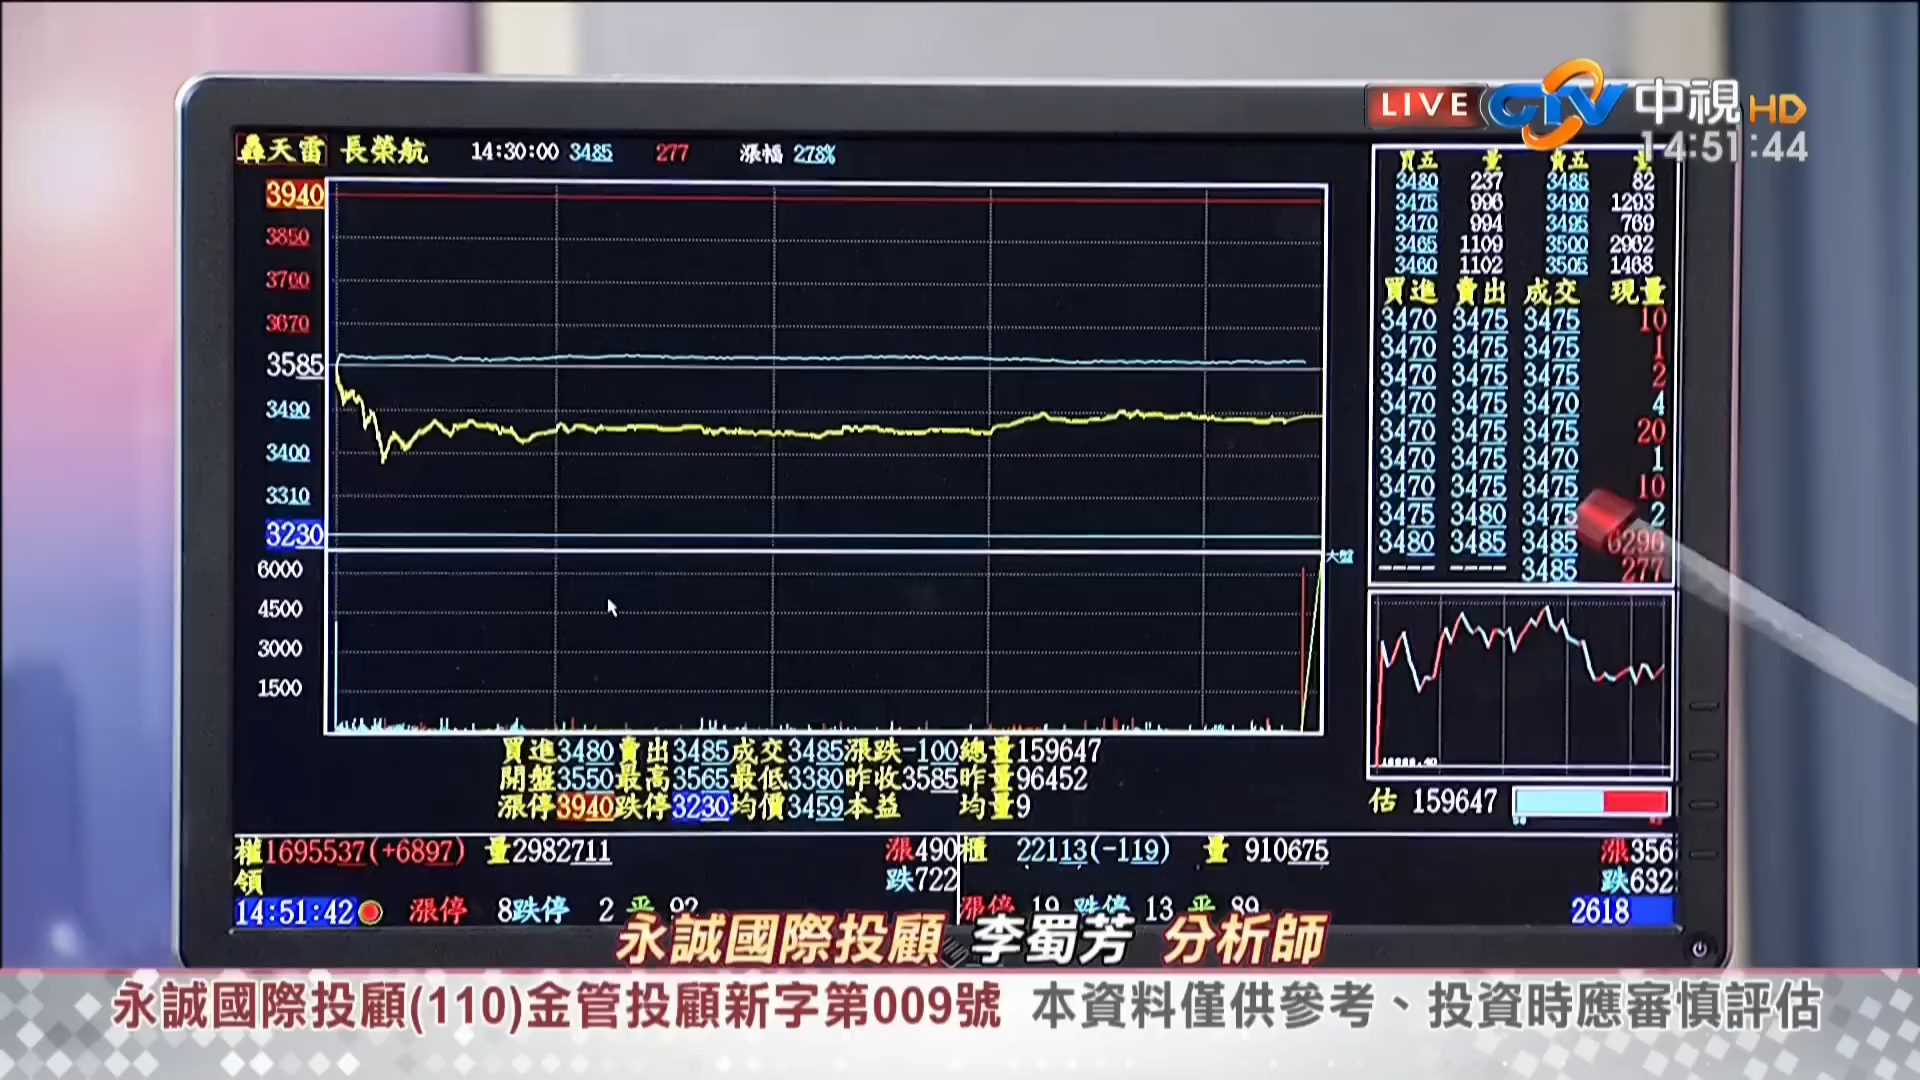 LIVE CTV 中視HD
14:51:44
轟天雷 長榮航 14:30:00 3485 277 漲幅 278%
3940
3850
3760
3670
3585
3490
3400
3310
3230
6000
4500
3000
1500
大盤
買五 量 賣五 量
3480 237 3485 82
3475 996 3490 1293
3470 994 3495 769
3465 1109 3500 2962
3460 1102 3505 1468
買進 賣出 成交 現量
3470 3475 3475 10
3470 3475 3475 1
3470 3475 3475 2
3470 3475 3470 4
3470 3475 3475 20
3470 3475 3470 1
3470 3475 3475 10
3475 3480 3475 2
3480 3485 3485 6296
---- ---- 3485 277
買進3480賣出3485成交3485漲跌-100總量159647
開盤3550最高3565最低3380昨收3585昨量96452
漲停3940跌停3230均價3459本益 均量9
估 159647
權1695537(+6897) 量2982711 漲490 櫃 22113(-119) 量 910675 漲356
領 跌722 跌632
14:51:42 漲停 8跌停 2 平 92 漲停 19 跌停 13 平 89 2618
永誠國際投顧 李蜀芳 分析師
永誠國際投顧(110)金管投顧新字第009號 本資料僅供參考、投資時應審慎評估